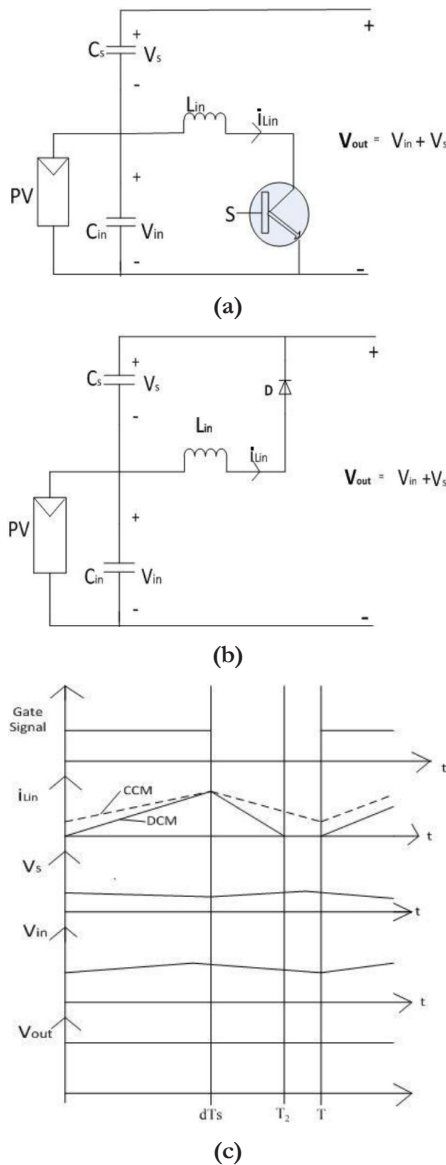 +
Cs
+
Vs
-
Lin
iLin
Vout = Vin + Vs
PV
+
Cin
Vin
-
S
-
(a)
+
Cs
+
Vs
-
D
Lin
iLin
Vout = Vin + Vs
PV
+
Cin
Vin
-
-
(b)
Gate
Signal
t
iLin
CCM
DCM
t
Vs
t
Vin
t
Vout
dTs
T2
T
(c)